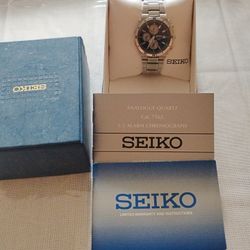 SEIKO
ANALOGUE QUARTZ
CAL. 7T62
1/5 ALARM CHRONOGRAPH
SEIKO
SEIKO
LIMITED WARRANTY AND INSTRUCTIONS
SEIKO